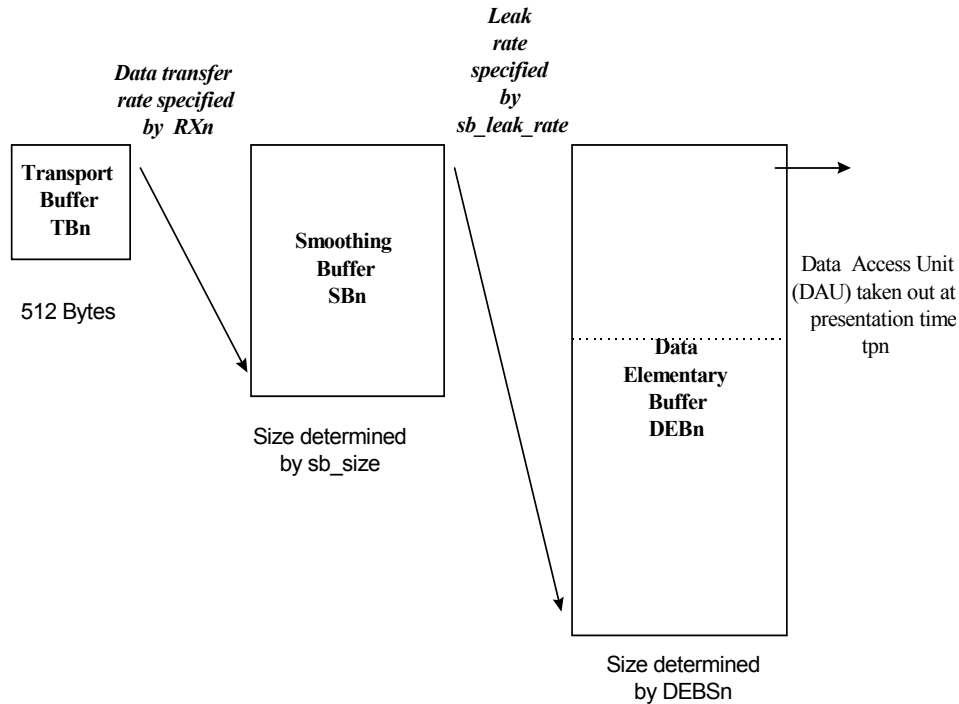 Leak
rate
specified
by
sb_leak_rate
Data transfer
rate specified
by RXn
Transport
Buffer
TBn
512 Bytes
Smoothing
Buffer
SBn
Size determined
by sb_size
Data
Elementary
Buffer
DEBn
Size determined
by DEBSn
Data Access Unit
(DAU) taken out at
presentation time
tpn